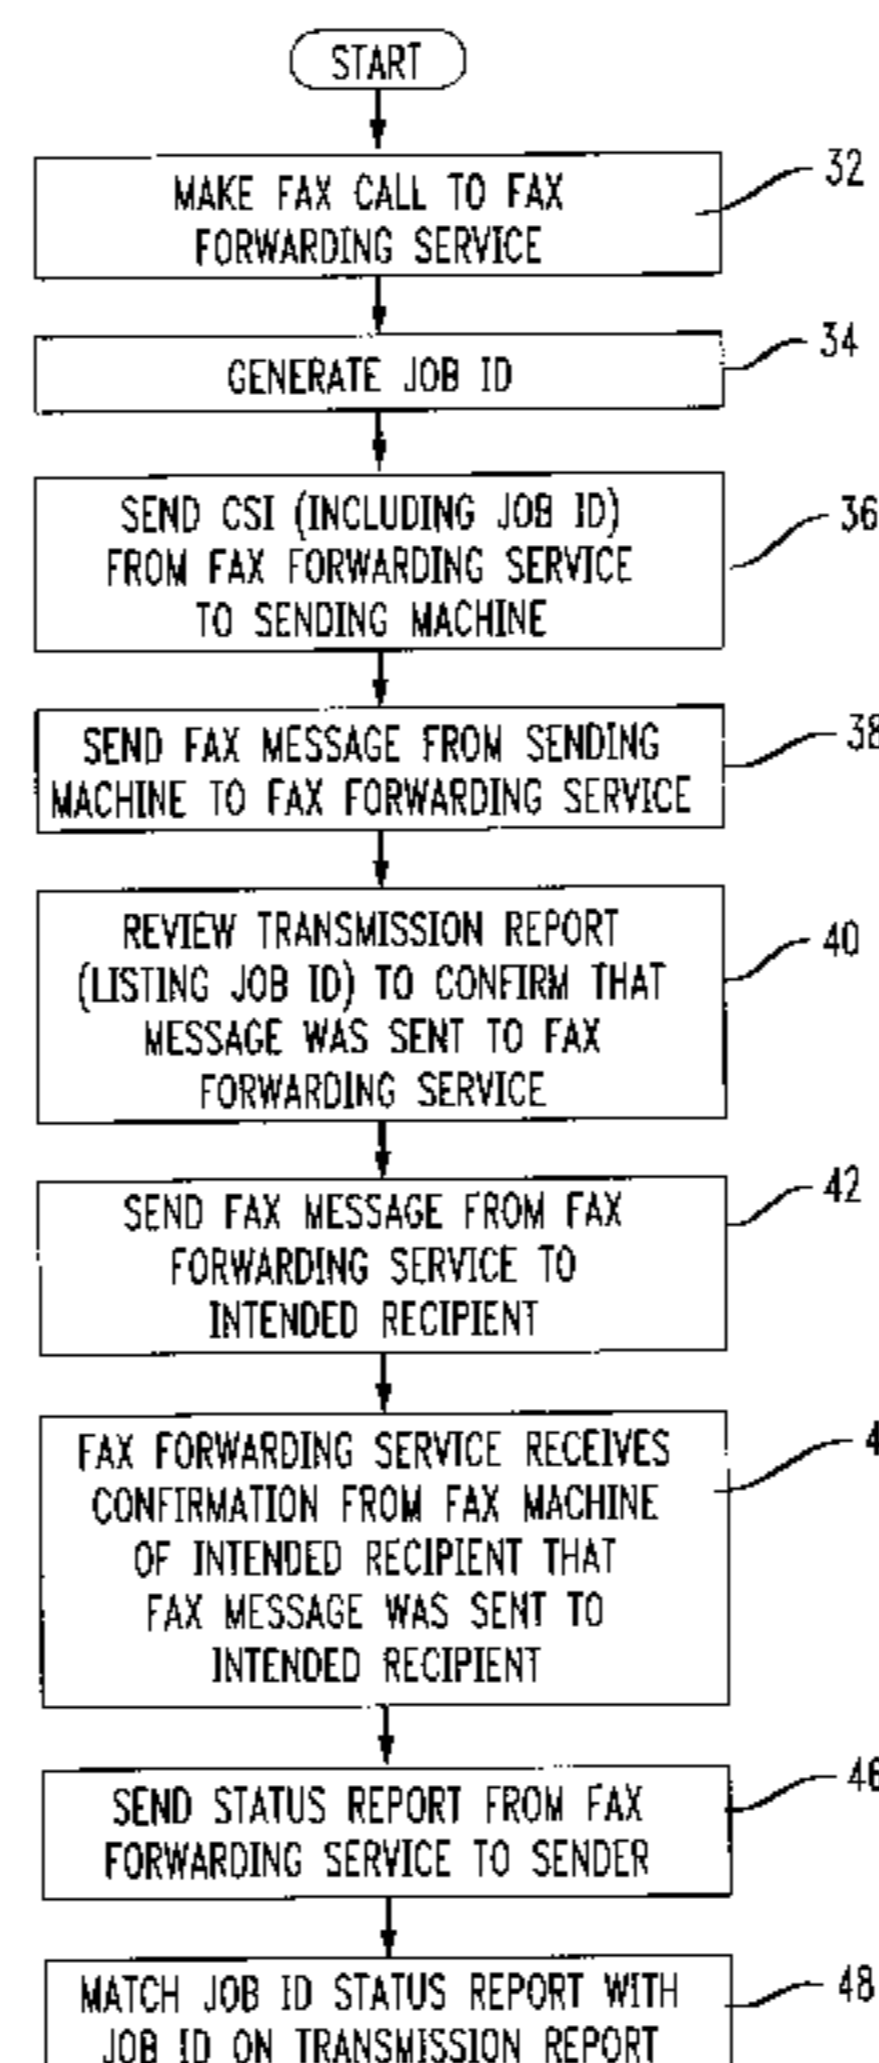 START
MAKE FAX CALL TO FAX
FORWARDING SERVICE
32
GENERATE JOB ID
34
SEND CSI (INCLUDING JOB ID)
FROM FAX FORWARDING SERVICE
TO SENDING MACHINE
36
SEND FAX MESSAGE FROM SENDING
MACHINE TO FAX FORWARDING SERVICE
38
REVIEW TRANSMISSION REPORT
(LISTING JOB ID) TO CONFIRM THAT
MESSAGE WAS SENT TO FAX
FORWARDING SERVICE
40
SEND FAX MESSAGE FROM FAX
FORWARDING SERVICE TO
INTENDED RECIPIENT
42
FAX FORWARDING SERVICE RECEIVES
CONFIRMATION FROM FAX MACHINE
OF INTENDED RECIPIENT THAT
FAX MESSAGE WAS SENT TO
INTENDED RECIPIENT
4
SEND STATUS REPORT FROM FAX
FORWARDING SERVICE TO SENDER
46
MATCH JOB ID STATUS REPORT WITH
JOB ID ON TRANSMISSION REPORT
48